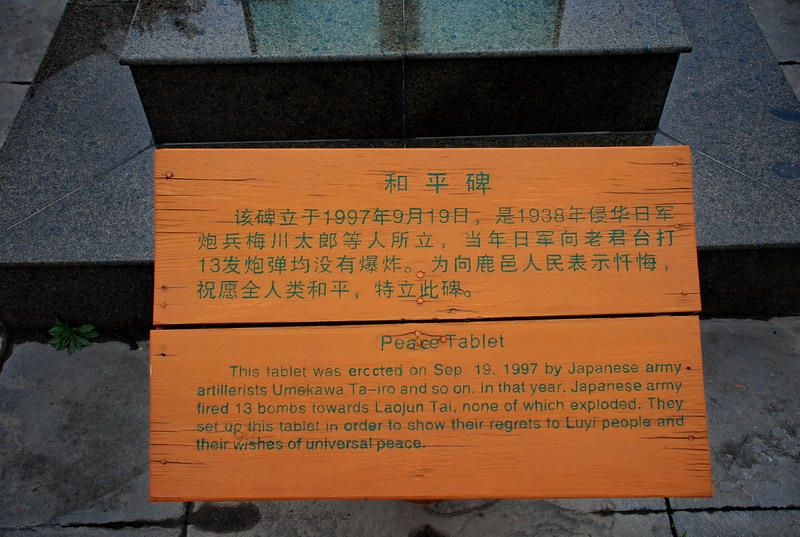 和平碑
该碑立于1997年9月19日，是1938年侵华日军
炮兵梅川太郎等人所立，当年日军向老君台打
13发炮弹均没有爆炸。为向鹿邑人民表示忏悔，
祝愿全人类和平，特立此碑。
Peace Tablet
This tablet was erccted on Sep. 19. 1997 by Japanese army
artillerists Umekawa Ta-iro and so on. In that year. Japanese army
fired 13 bombs towards Laojun Tai, none of which exploded. They
set up this tablet in order to show their regrets to Luyi people and
their wishes of universal peace.